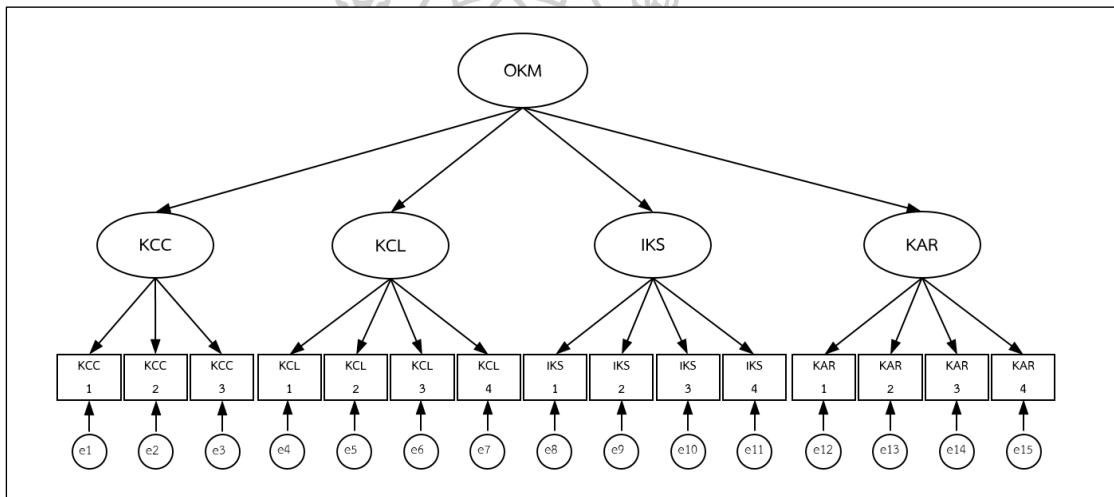 OKM
KCC
KCL
IKS
KAR
KCC
1
KCC
2
KCC
3
KCL
1
KCL
2
KCL
3
KCL
4
IKS
1
IKS
2
IKS
3
IKS
4
KAR
1
KAR
2
KAR
3
KAR
4
e1
e2
e3
e4
e5
e6
e7
e8
e9
e10
e11
e12
e13
e14
e15